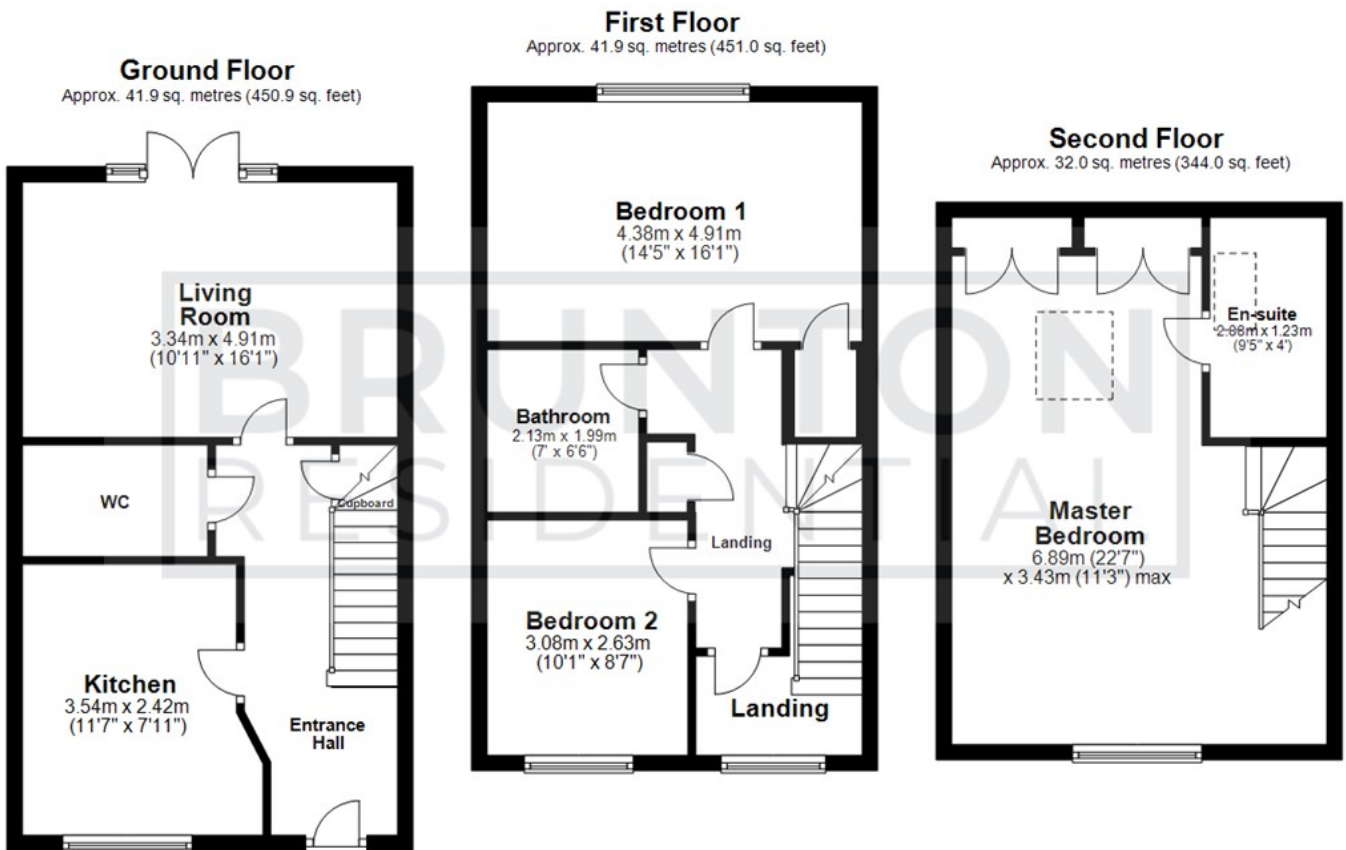 Ground Floor
Approx. 41.9 sq. metres (450.9 sq. feet)
Living
Room
3.34m x 4.91m
(10'11" x 16'1")
WC
Cupboard
Kitchen
3.54m x 2.42m
(11'7" x 7'11")
Entrance
Hall
First Floor
Approx. 41.9 sq. metres (451.0 sq. feet)
Bedroom 1
4.38m x 4.91m
(14'5" x 16'1")
Bathroom
2.13m x 1.99m
(7' x 6'6")
Landing
Bedroom 2
3.08m x 2.63m
(10'1" x 8'7")
Landing
Second Floor
Approx. 32.0 sq. metres (344.0 sq. feet)
En-suite
2.88m x 1.23m
(9'5" x 4')
Master
Bedroom
6.89m (22'7")
x 3.43m (11'3") max
BRUNTON
RESIDENTIAL